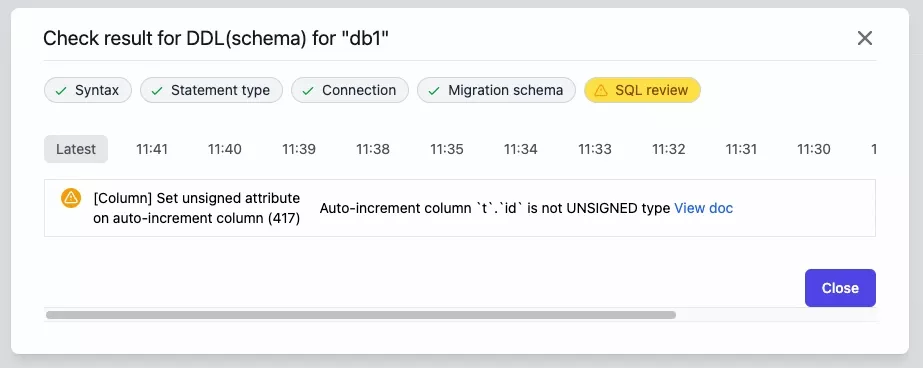 Check result for DDL(schema) for "db1"
Syntax Statement type Connection Migration schema SQL review
Latest 11:41 11:40 11:39 11:38 11:35 11:34 11:33 11:32 11:31 11:30 1
[Column] Set unsigned attribute
on auto-increment column (417)
Auto-increment column `t`.`id` is not UNSIGNED type View doc
Close